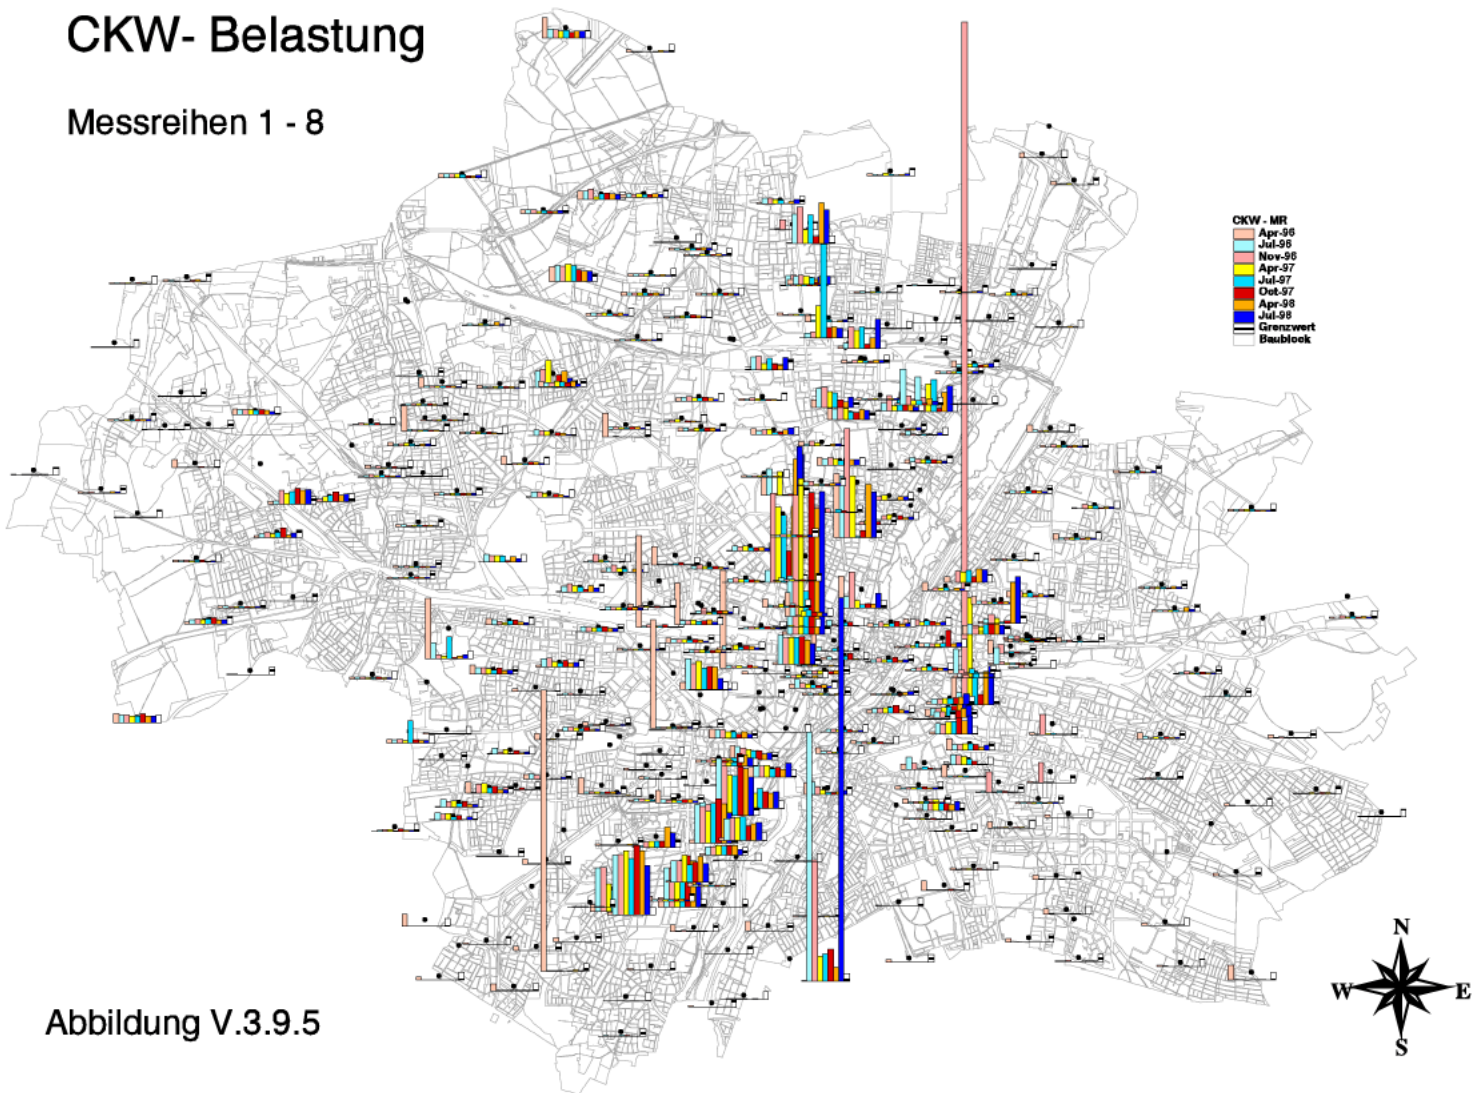 CKW- Belastung
Messreihen 1 - 8
CKW - MR
Apr-96
Jul-96
Nov-96
Apr-97
Jul-97
Oct-97
Apr-98
Jul-98
Grenzwert
Baublock
N
W
E
S
Abbildung V.3.9.5